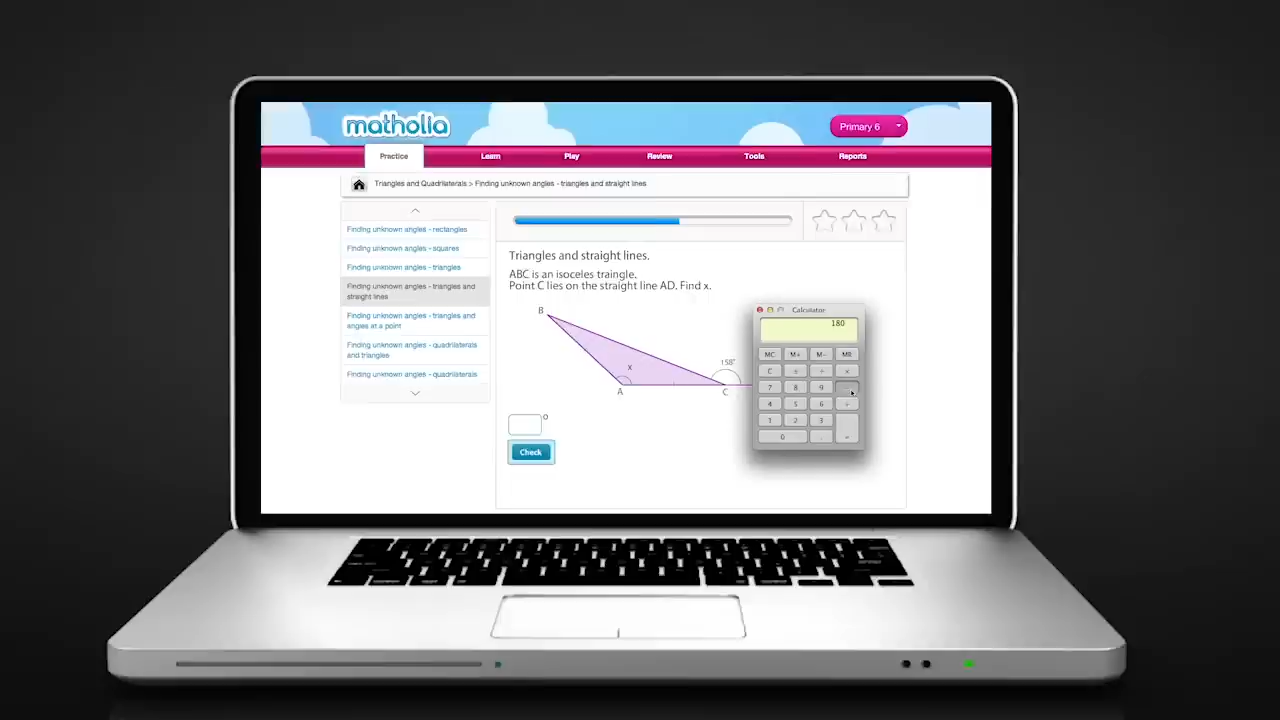 matholia
Primary 6
Practice
Learn
Play
Review
Tools
Reports
Triangles and Quadrilaterals > Finding unknown angles - triangles and straight lines
Finding unknown angles - rectangles
Finding unknown angles - squares
Finding unknown angles - triangles
Finding unknown angles - triangles and
straight lines
Finding unknown angles - triangles and
angles at a point
Finding unknown angles - quadrilaterals
and triangles
Finding unknown angles - quadrilaterals
Triangles and straight lines.
ABC is an isoceles traingle.
Point C lies on the straight line AD. Find x.
B
x
158°
A
C
o
Check
Calculator
180
MC M+ M- MR
C ± ÷ x
7 8 9
4 5 6 +
1 2 3
0 . =